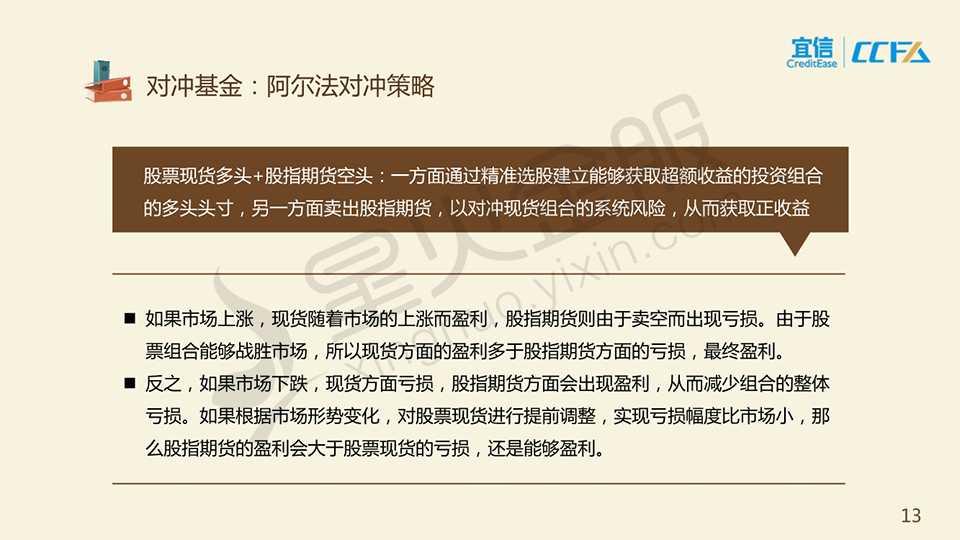 宜信
CreditEase
CCFA
对冲基金：阿尔法对冲策略
股票现货多头+股指期货空头：一方面通过精准选股建立能够获取超额收益的投资组合
的多头头寸，另一方面卖出股指期货，以对冲现货组合的系统风险，从而获取正收益
星火金服
xinghuo.yixin.com
■ 如果市场上涨，现货随着市场的上涨而盈利，股指期货则由于卖空而出现亏损。由于股
票组合能够战胜市场，所以现货方面的盈利多于股指期货方面的亏损，最终盈利。
■ 反之，如果市场下跌，现货方面亏损，股指期货方面会出现盈利，从而减少组合的整体
亏损。如果根据市场形势变化，对股票现货进行提前调整，实现亏损幅度比市场小，那
么股指期货的盈利会大于股票现货的亏损，还是能够盈利。
13